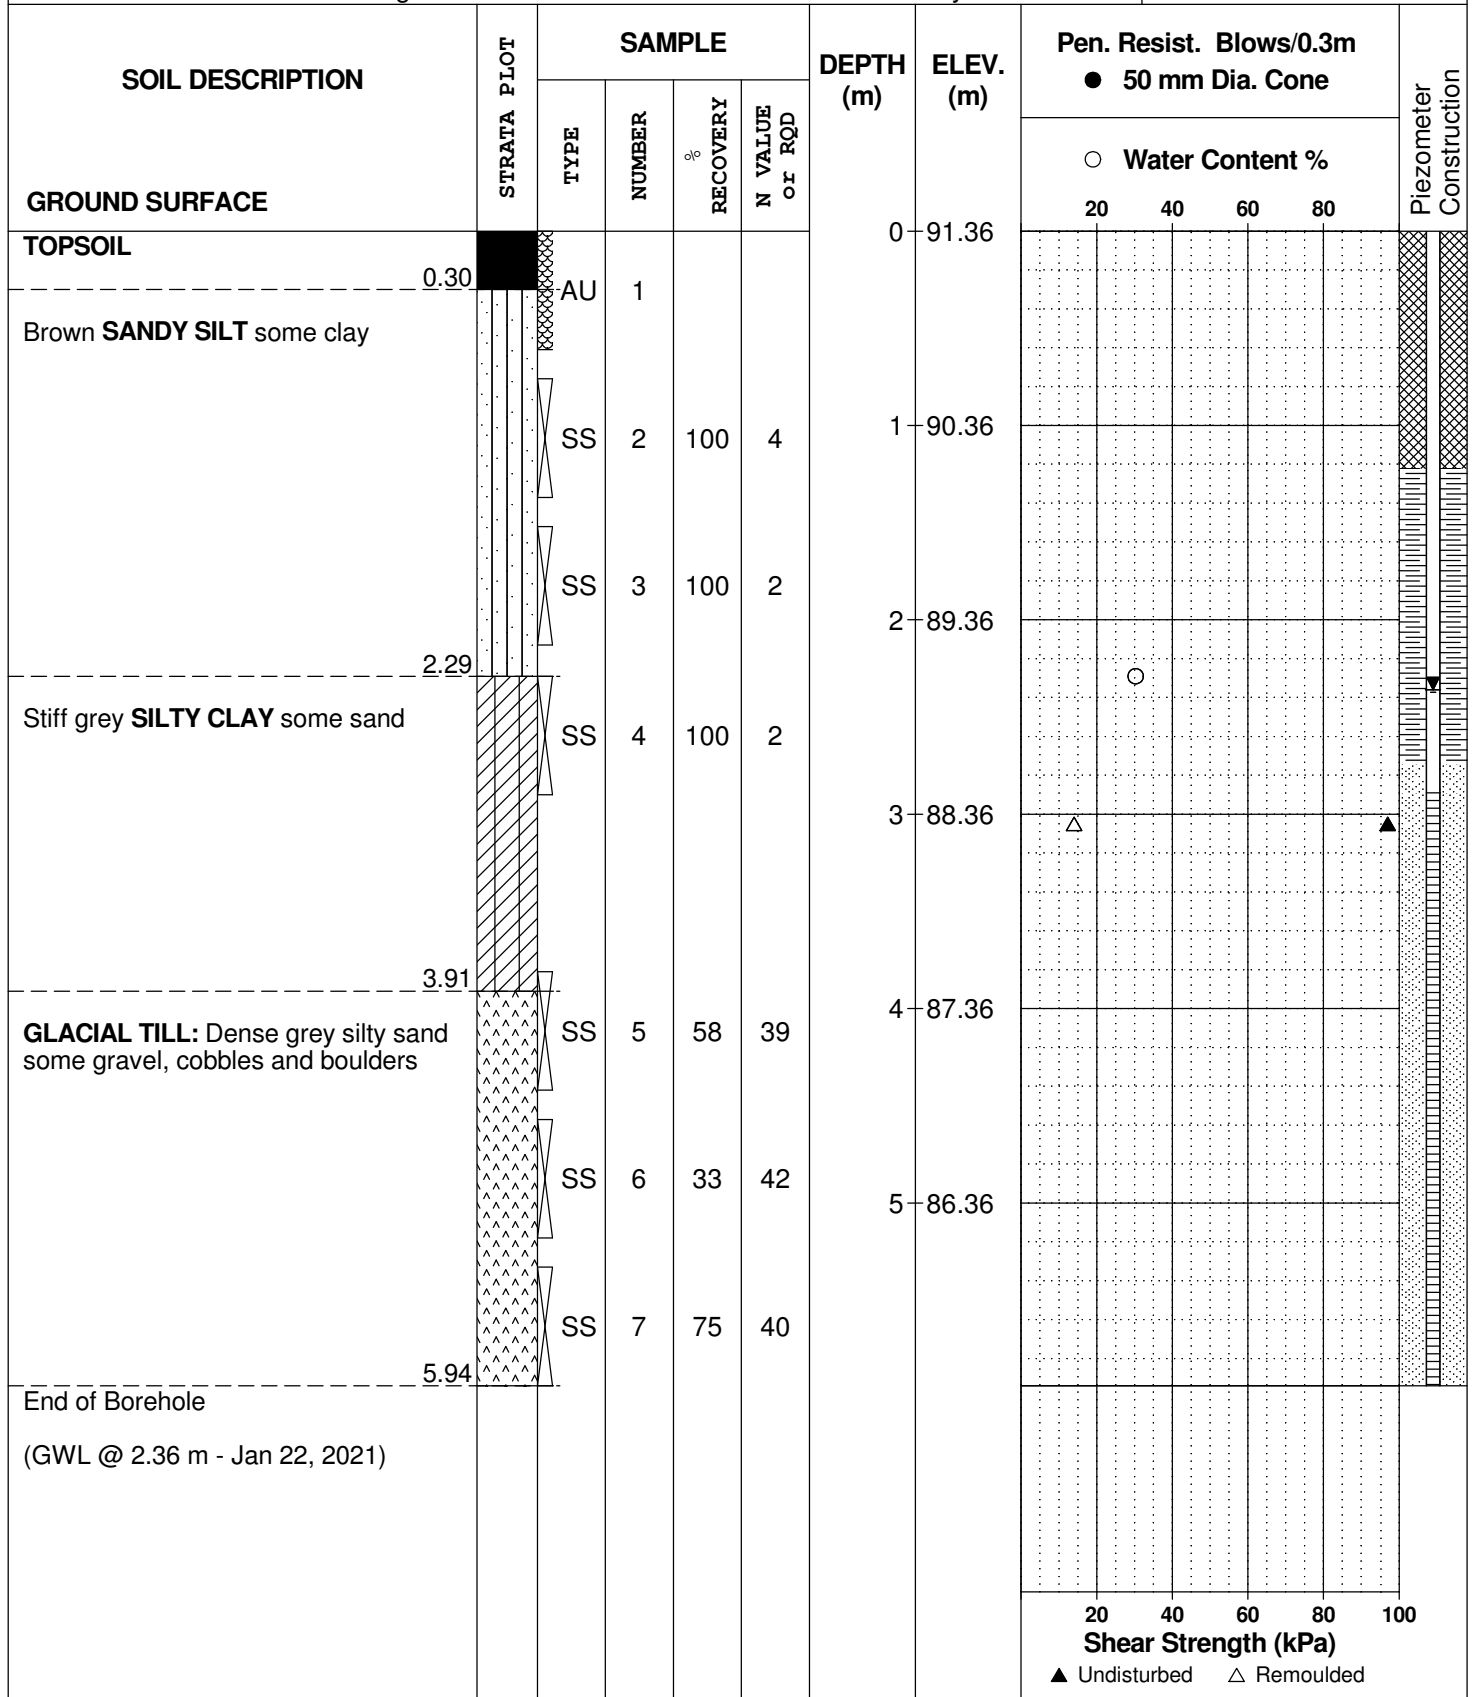 SOIL DESCRIPTION
GROUND SURFACE
STRATA PLOT
SAMPLE
TYPE
NUMBER
% RECOVERY
N VALUE or RQD
DEPTH (m)
ELEV. (m)
Pen. Resist. Blows/0.3m
● 50 mm Dia. Cone
○ Water Content %
20 40 60 80
Piezometer Construction
TOPSOIL
0.30
Brown SANDY SILT some clay
2.29
Stiff grey SILTY CLAY some sand
3.91
GLACIAL TILL: Dense grey silty sand
some gravel, cobbles and boulders
5.94
End of Borehole
(GWL @ 2.36 m - Jan 22, 2021)
AU 1
SS 2 100 4
SS 3 100 2
SS 4 100 2
SS 5 58 39
SS 6 33 42
SS 7 75 40
0 91.36
1 90.36
2 89.36
3 88.36
4 87.36
5 86.36
20 40 60 80 100
Shear Strength (kPa)
▲ Undisturbed △ Remoulded